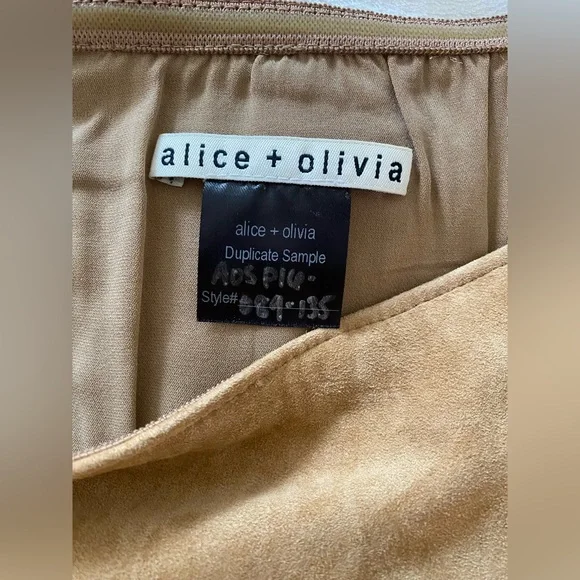 alice + olivia
alice + olivia
Duplicate Sample
Style#